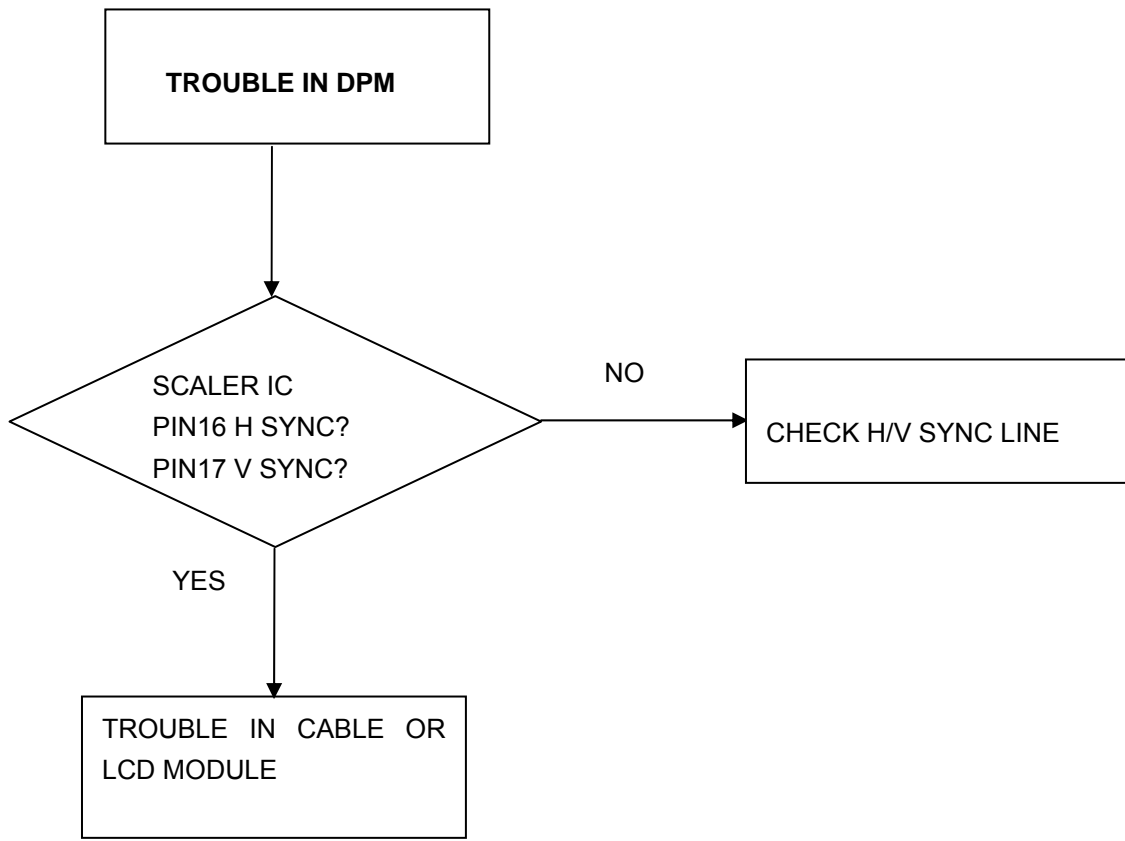 TROUBLE IN DPM
SCALER IC
PIN16 H SYNC?
PIN17 V SYNC?
NO
CHECK H/V SYNC LINE
YES
TROUBLE IN CABLE OR
LCD MODULE